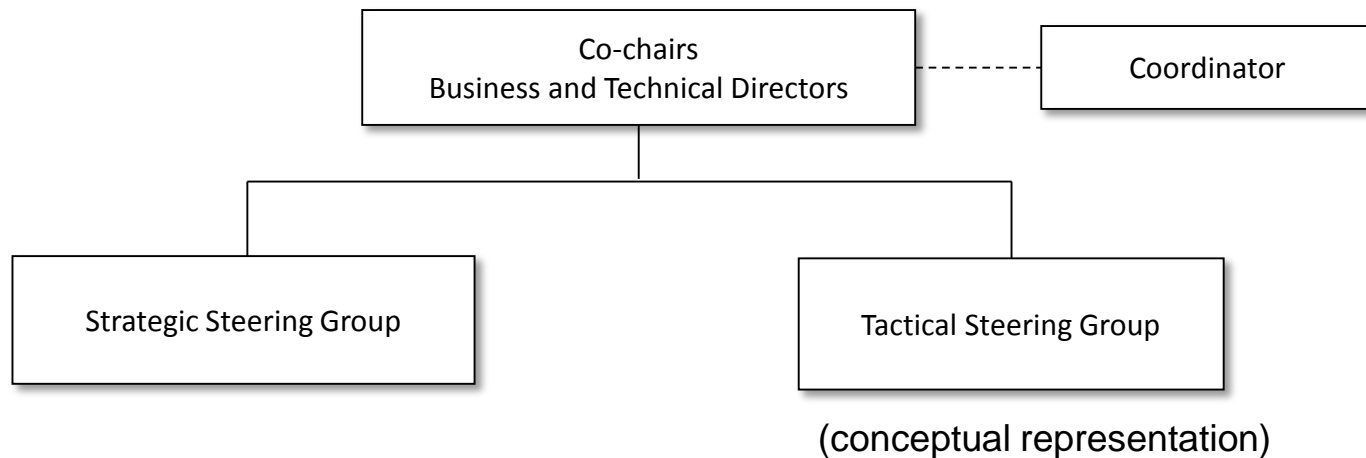 Co-chairs
Business and Technical Directors
Coordinator
Strategic Steering Group
Tactical Steering Group
(conceptual representation)